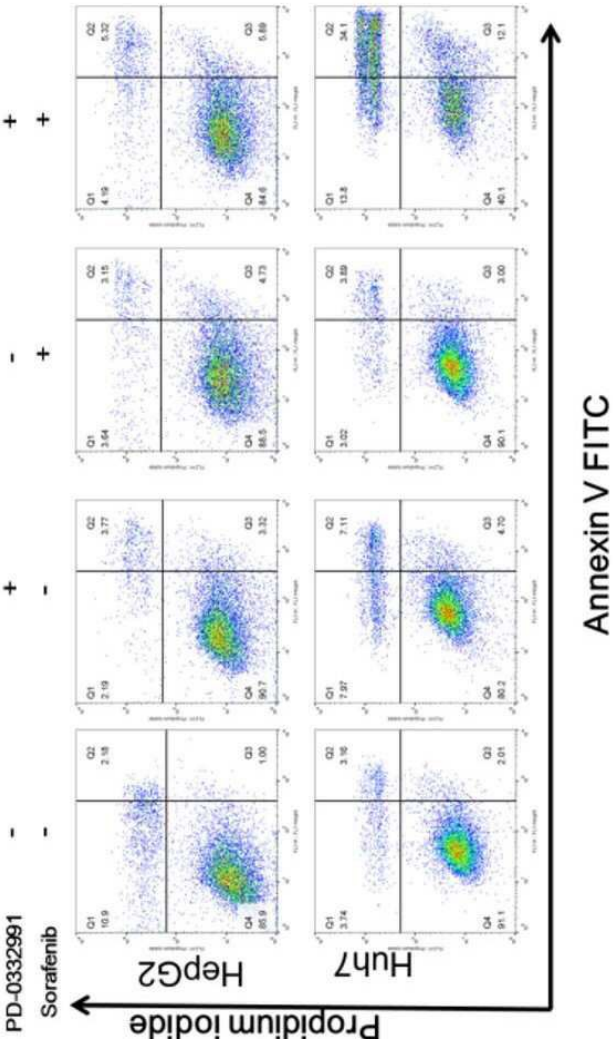 PD-0332991 - + - +
Sorafenib - - + +
Propidium iodide
HepG2
Q1 Q2 Q1 Q2 Q1 Q2 Q1 Q2
10.9 2.18 2.19 3.77 3.64 3.15 4.19 5.32
Q4 Q3 Q4 Q3 Q4 Q3 Q4 Q3
85.9 1.00 90.7 3.32 88.5 4.73 84.6 5.89
Huh7
Q1 Q2 Q1 Q2 Q1 Q2 Q1 Q2
3.74 3.16 7.97 7.11 3.02 3.89 13.8 34.1
Q4 Q3 Q4 Q3 Q4 Q3 Q4 Q3
91.1 2.01 80.2 4.70 90.1 3.00 40.1 12.1
Annexin V FITC